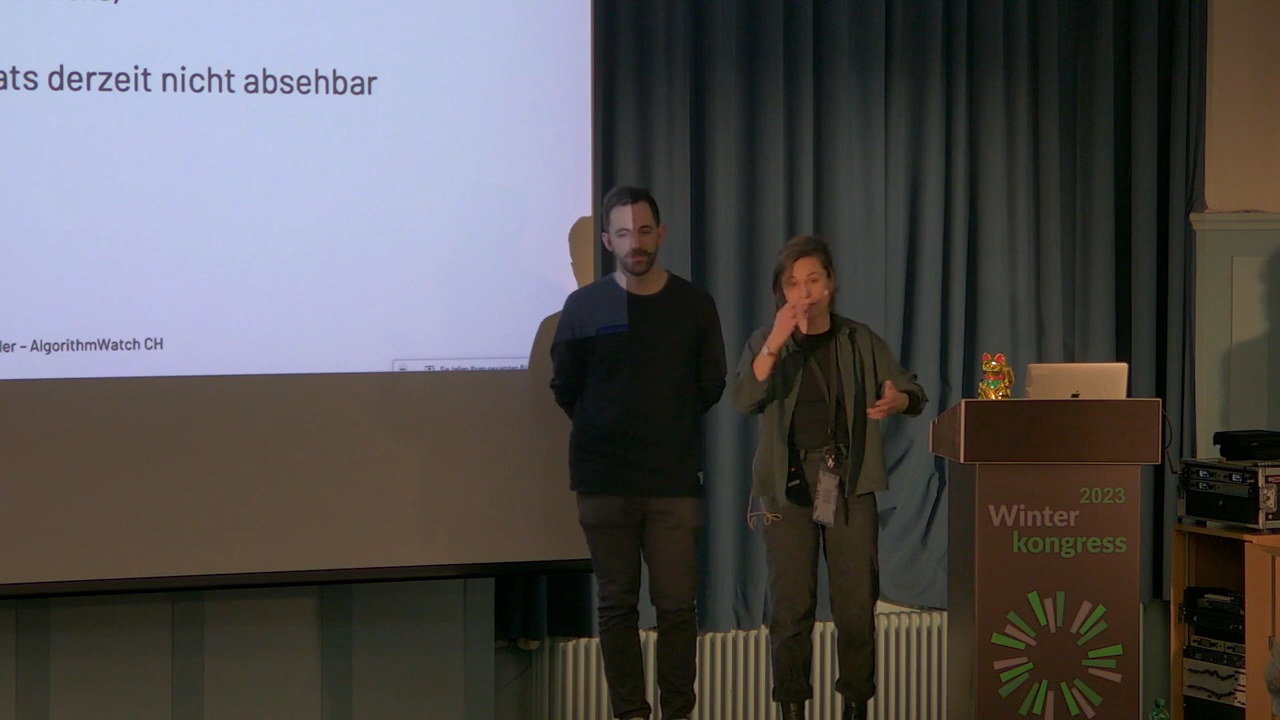 ats derzeit nicht absehbar
ler – AlgorithmWatch CH
2023
Winter
kongress